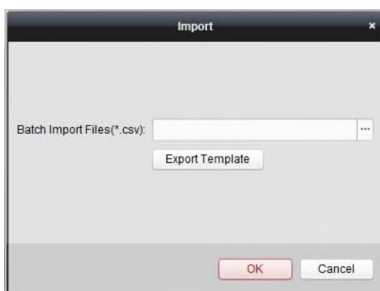 Import
×
Batch Import Files(*.csv):
...
Export Template
OK
Cancel